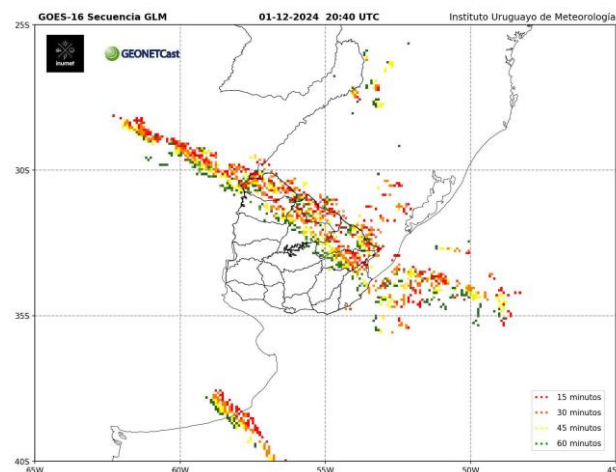 GOES-16 Secuencia GLM 01-12-2024 20:40 UTC Instituto Uruguayo de Meteorología
25S
inumet
GEONETCast
30S
35S
15 minutos
30 minutos
45 minutos
60 minutos
40S
65W 60W 55W 50W 45W